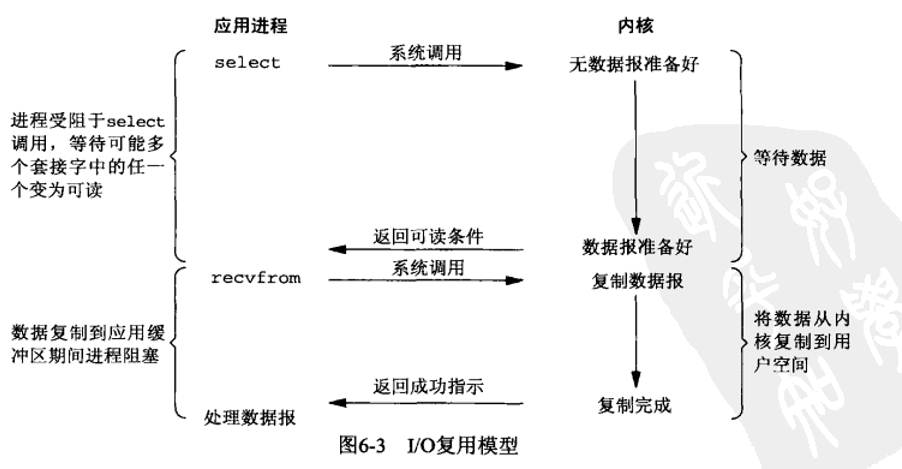 应用进程
内核
select
系统调用
无数据报准备好
进程受阻于select
调用，等待可能多
个套接字中的任一
个变为可读
等待数据
返回可读条件
数据报准备好
recvfrom
系统调用
复制数据报
数据复制到应用缓
冲区期间进程阻塞
将数据从内
核复制到用
户空间
返回成功指示
复制完成
处理数据报
图6-3 I/O复用模型